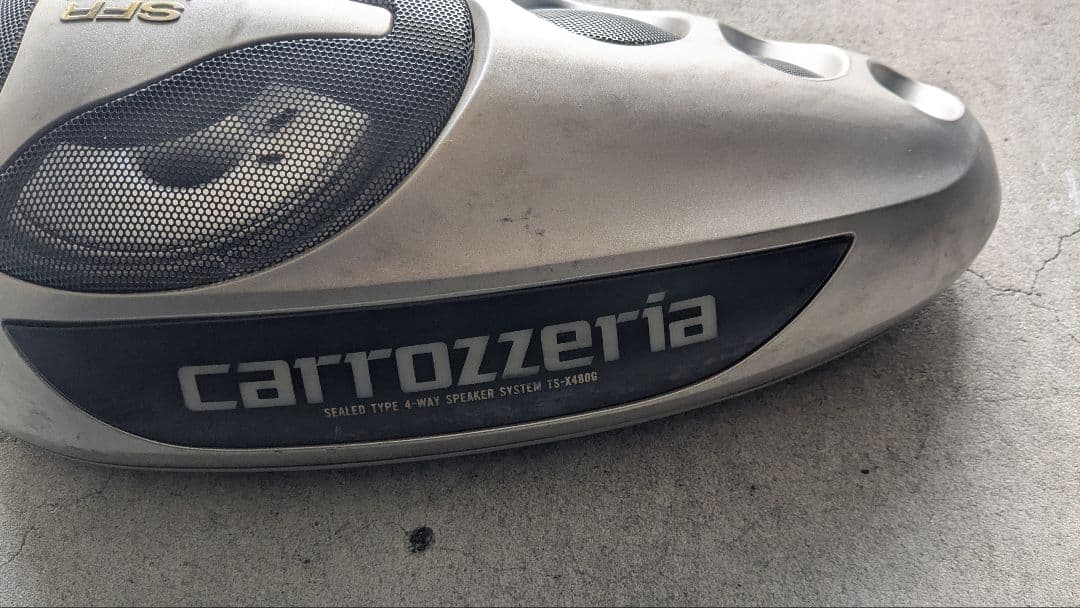 SFR
carrozzeria
SEALED TYPE 4-WAY SPEAKER SYSTEM TS-X480G